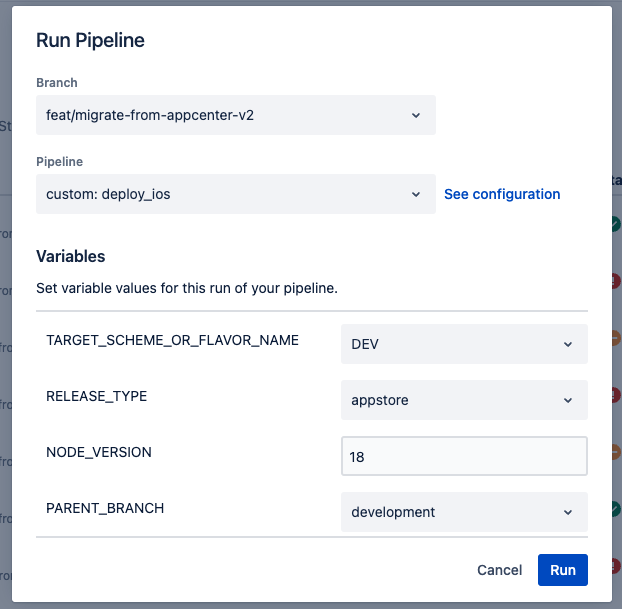 Run Pipeline
Branch
feat/migrate-from-appcenter-v2
Pipeline
custom: deploy_ios
See configuration
Variables
Set variable values for this run of your pipeline.
TARGET_SCHEME_OR_FLAVOR_NAME
DEV
RELEASE_TYPE
appstore
NODE_VERSION
18
PARENT_BRANCH
development
Cancel
Run